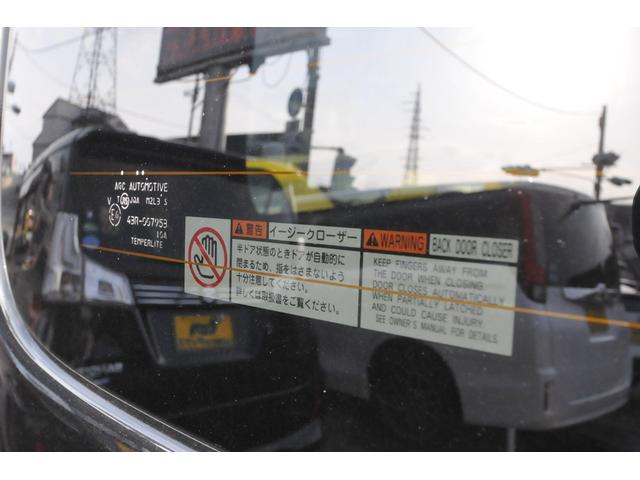 AGC AUTOMOTIVE
M2L3 S
43R-007953
TEMPERLITE
警告 イージークローザー
半ドア状態のときドアが自動的に
閉まるため、指をはさまないよう
十分注意してください。
詳しくは取扱書をご覧ください。
WARNING BACK DOOR CLOSER
KEEP FINGERS AWAY FROM
THE DOOR WHEN CLOSING.
DOOR CLOSES AUTOMATICALLY
WHEN PARTIALLY LATCHED
AND COULD CAUSE INJURY.
SEE OWNER'S MANUAL FOR DETAILS.